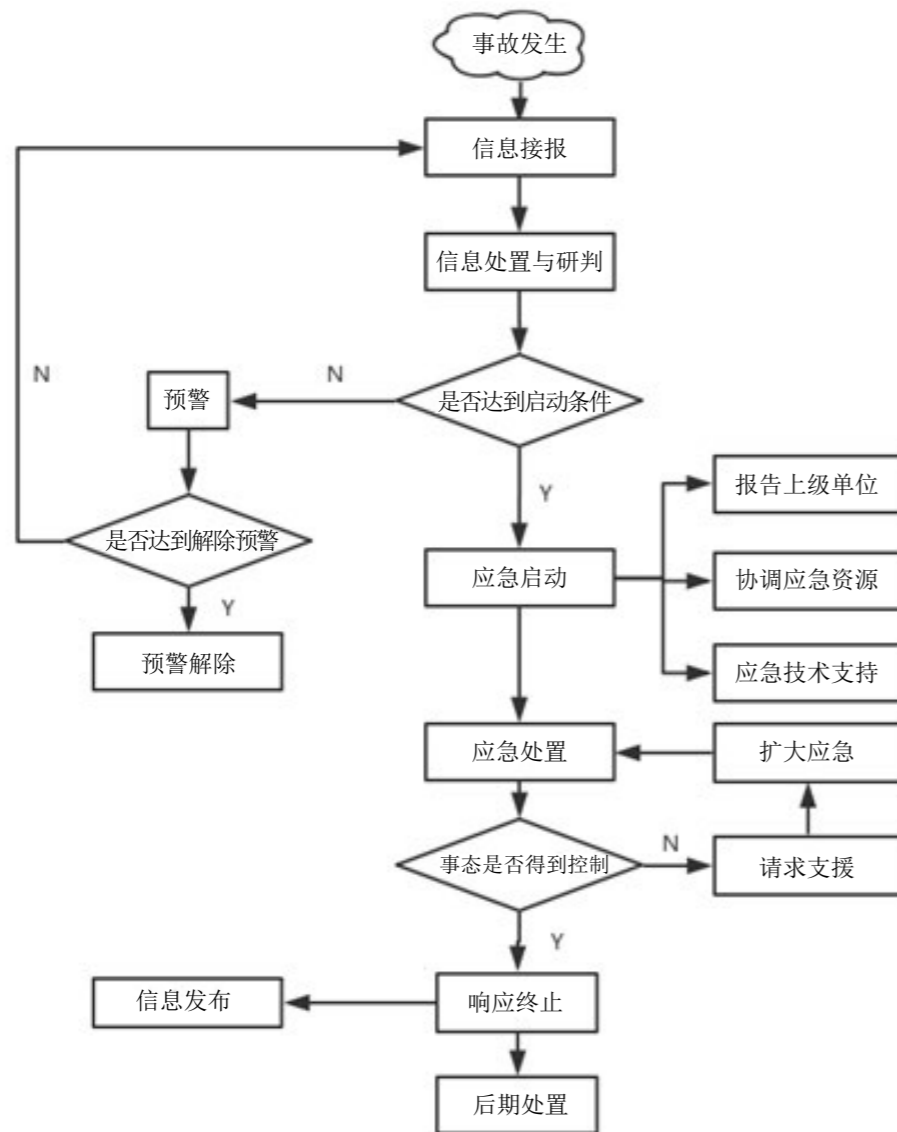 事故发生
信息接报
信息处置与研判
N
预警
N
是否达到启动条件
Y
报告上级单位
是否达到解除预警
应急启动
协调应急资源
Y
预警解除
应急技术支持
应急处置
扩大应急
事态是否得到控制
N
请求支援
Y
信息发布
响应终止
后期处置